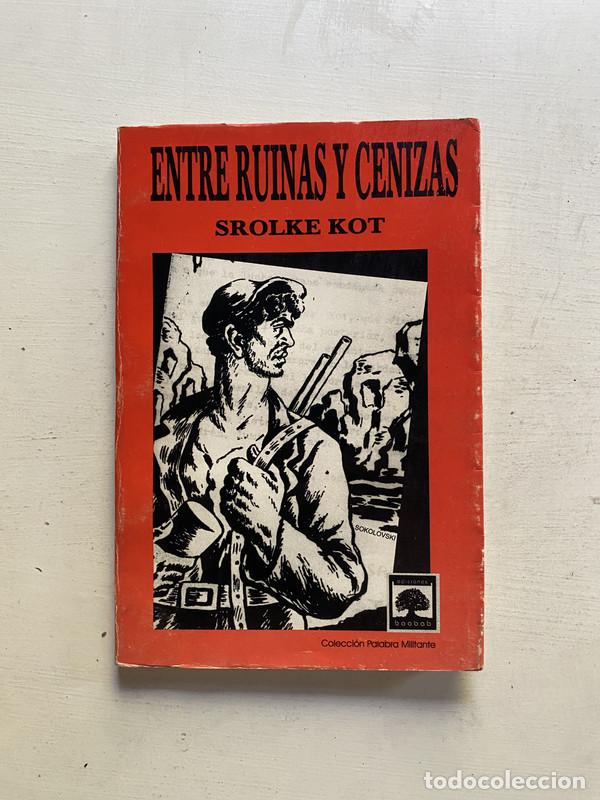 ENTRE RUINAS Y CENIZAS
SROLKE KOT
SOKOLOVSKI
ediciones
baobab
Colección Palabra Militante
todocoleccion